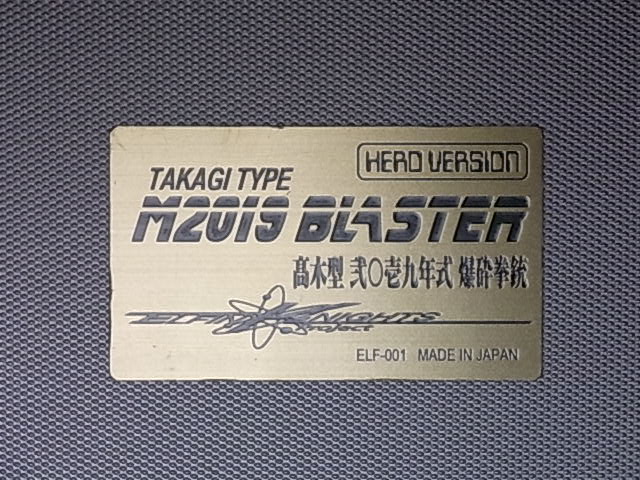 HERO VERSION
TAKAGI TYPE
M2019 BLASTER
髙木型 弐〇壱九年式 爆砕拳銃
ELFIN KNIGHTS
project
ELF-001 MADE IN JAPAN